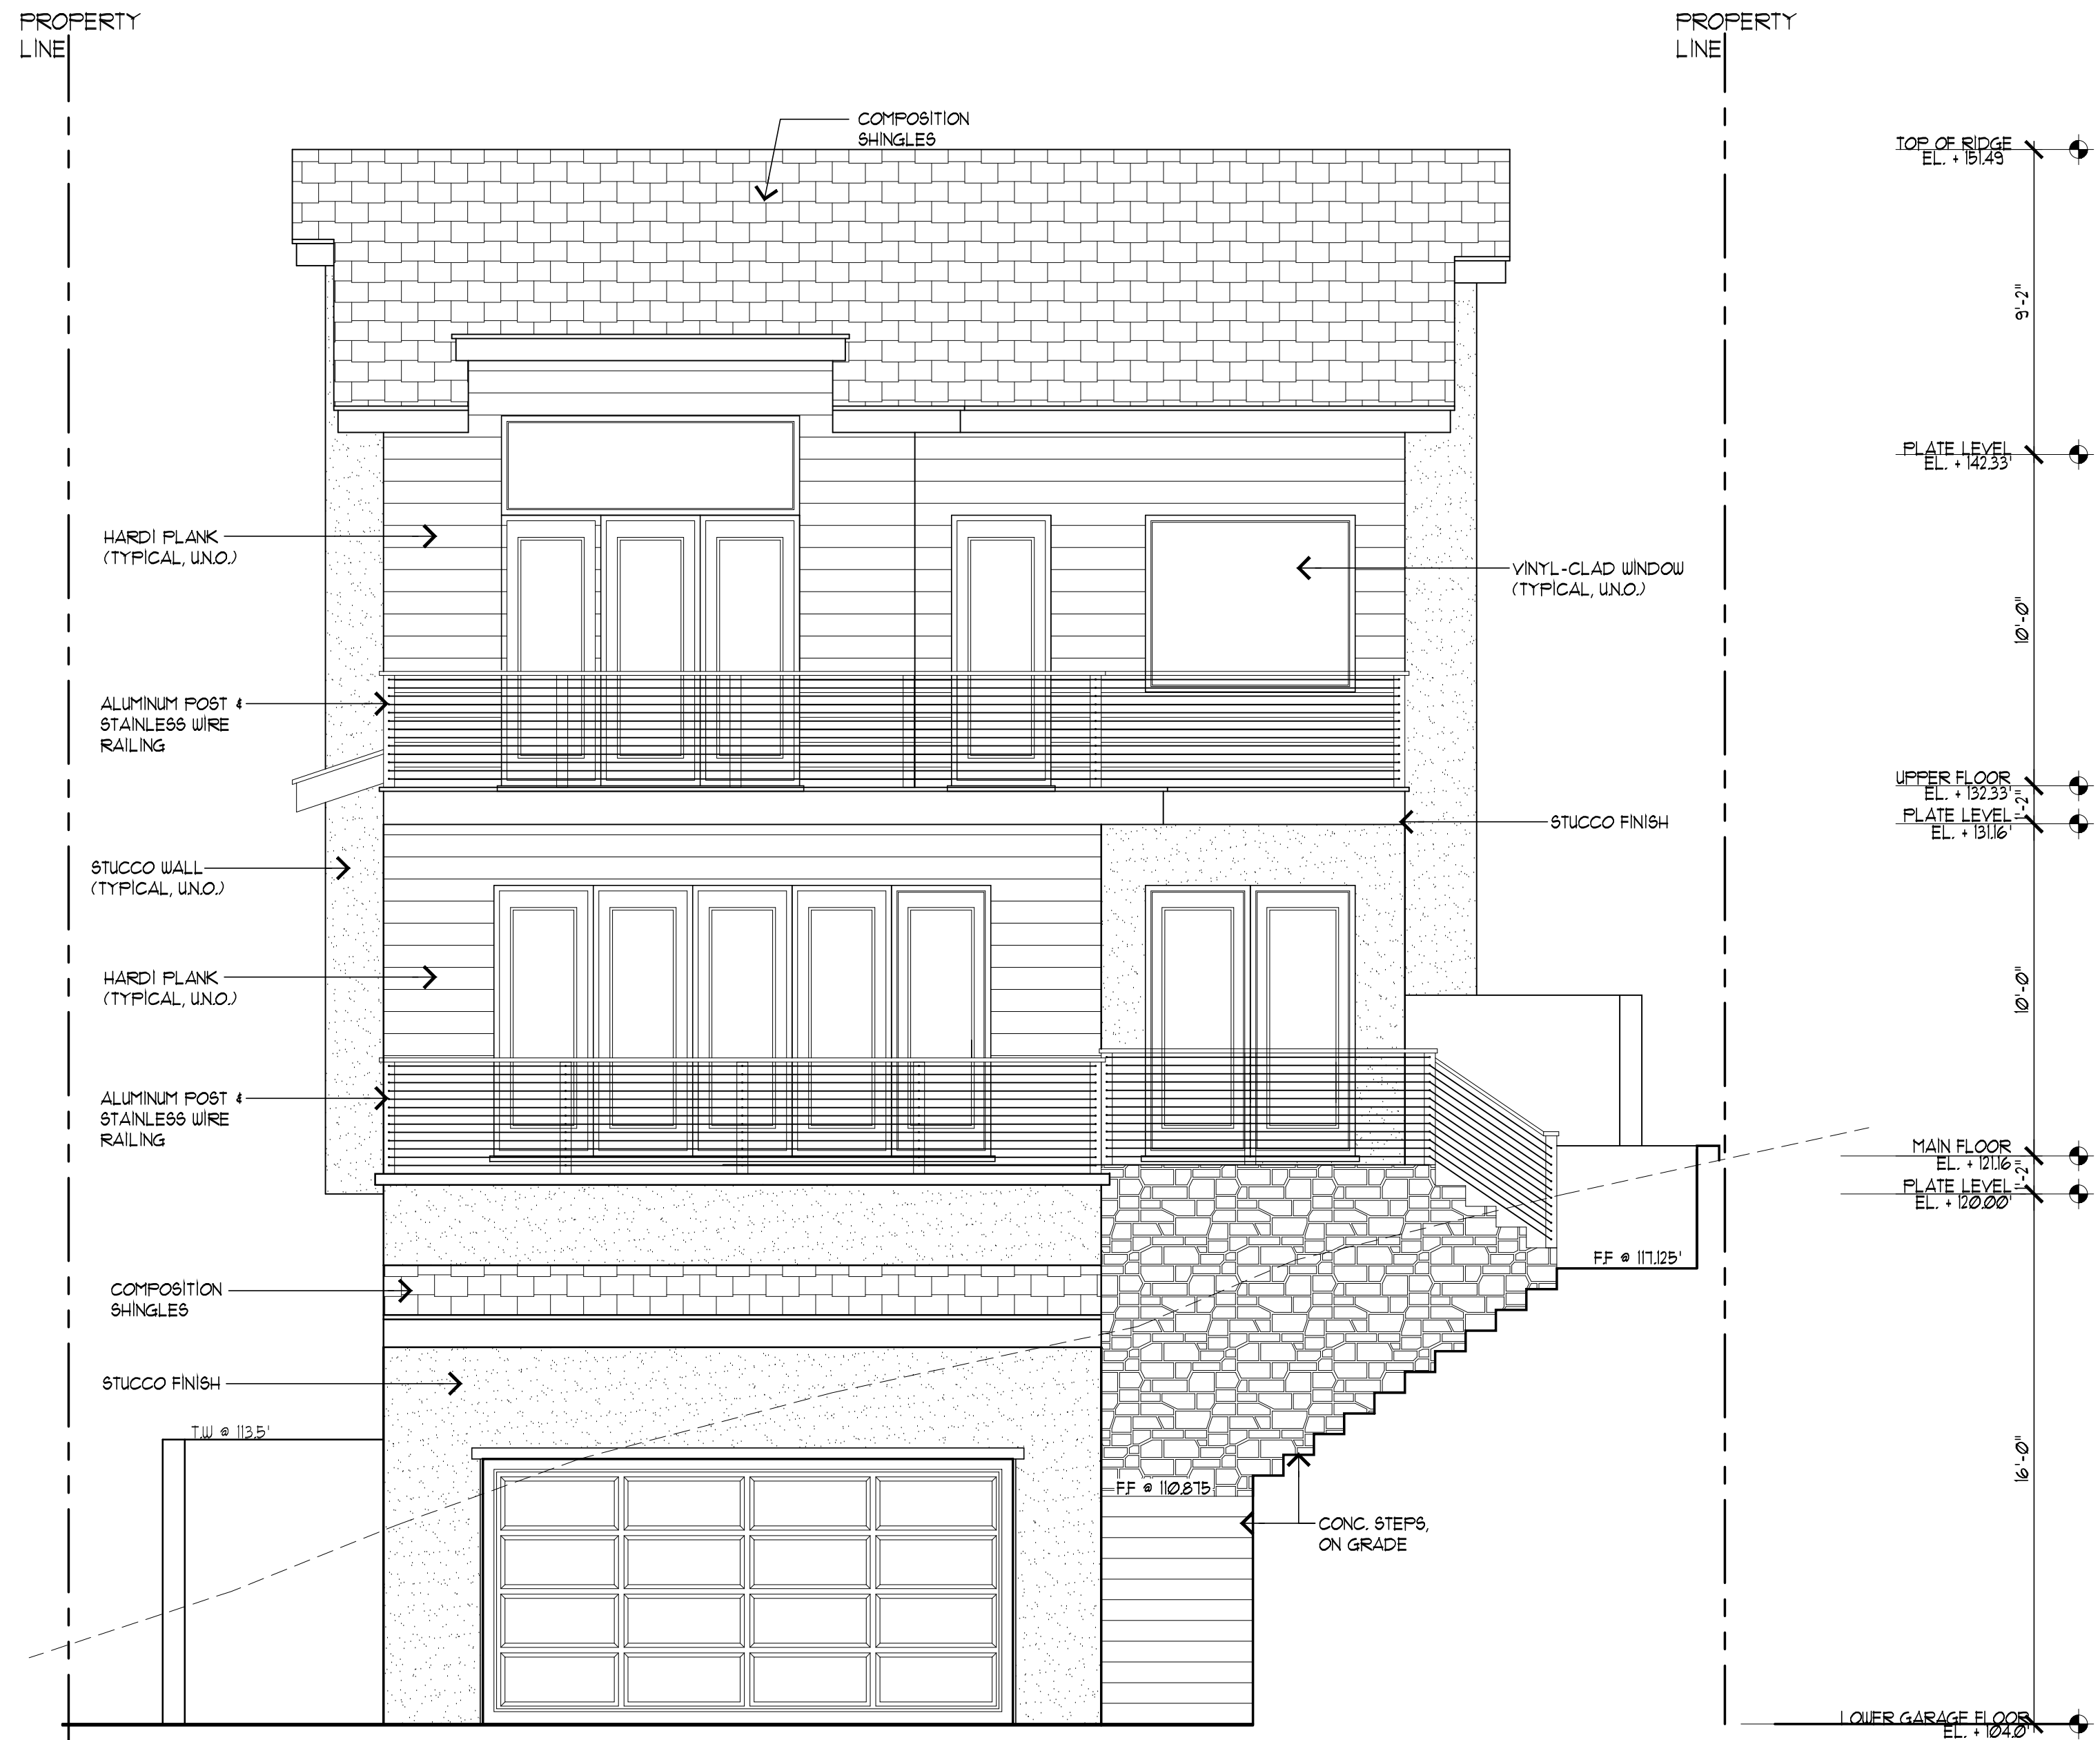 PROPERTY
LINE
PROPERTY
LINE
COMPOSITION
SHINGLES
TOP OF RIDGE
EL. + 151.49
9'-2"
PLATE LEVEL
EL. + 142.33'
HARDI PLANK
(TYPICAL, U.N.O.)
VINYL-CLAD WINDOW
(TYPICAL, U.N.O.)
10'-0"
ALUMINUM POST &
STAINLESS WIRE
RAILING
UPPER FLOOR
EL. + 132.33'
PLATE LEVEL
EL. + 131.16'
STUCCO FINISH
STUCCO WALL
(TYPICAL, U.N.O.)
HARDI PLANK
(TYPICAL, U.N.O.)
10'-0"
ALUMINUM POST &
STAINLESS WIRE
RAILING
MAIN FLOOR
EL. + 121.16
PLATE LEVEL
EL. + 120.00'
F.F @ 117.125'
COMPOSITION
SHINGLES
STUCCO FINISH
T.W @ 113.5'
16'-0"
F.F @ 110.875
CONC. STEPS,
ON GRADE
LOWER GARAGE FLOOR
EL. + 104.0'